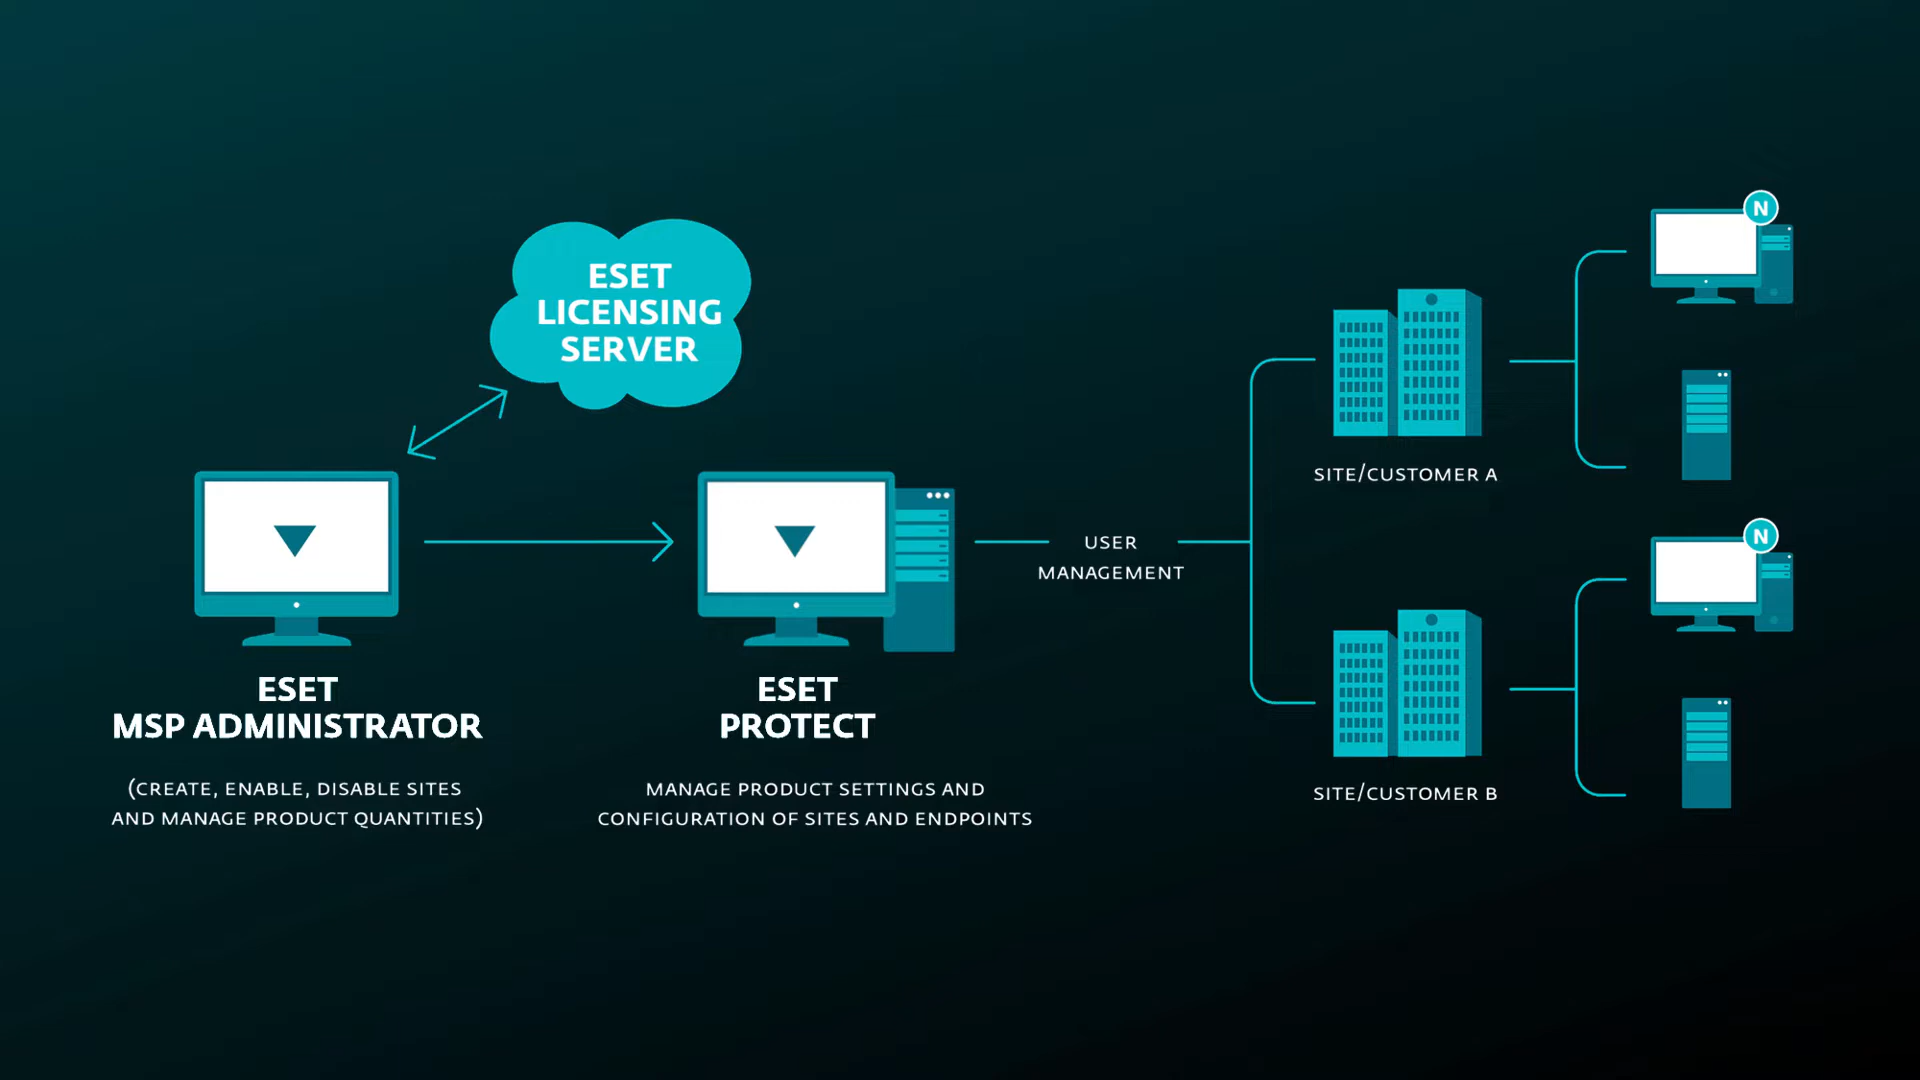 ESET
LICENSING
SERVER
ESET
MSP ADMINISTRATOR
(CREATE, ENABLE, DISABLE SITES
AND MANAGE PRODUCT QUANTITIES)
ESET
PROTECT
MANAGE PRODUCT SETTINGS AND
CONFIGURATION OF SITES AND ENDPOINTS
USER
MANAGEMENT
SITE/CUSTOMER A
N
SITE/CUSTOMER B
N